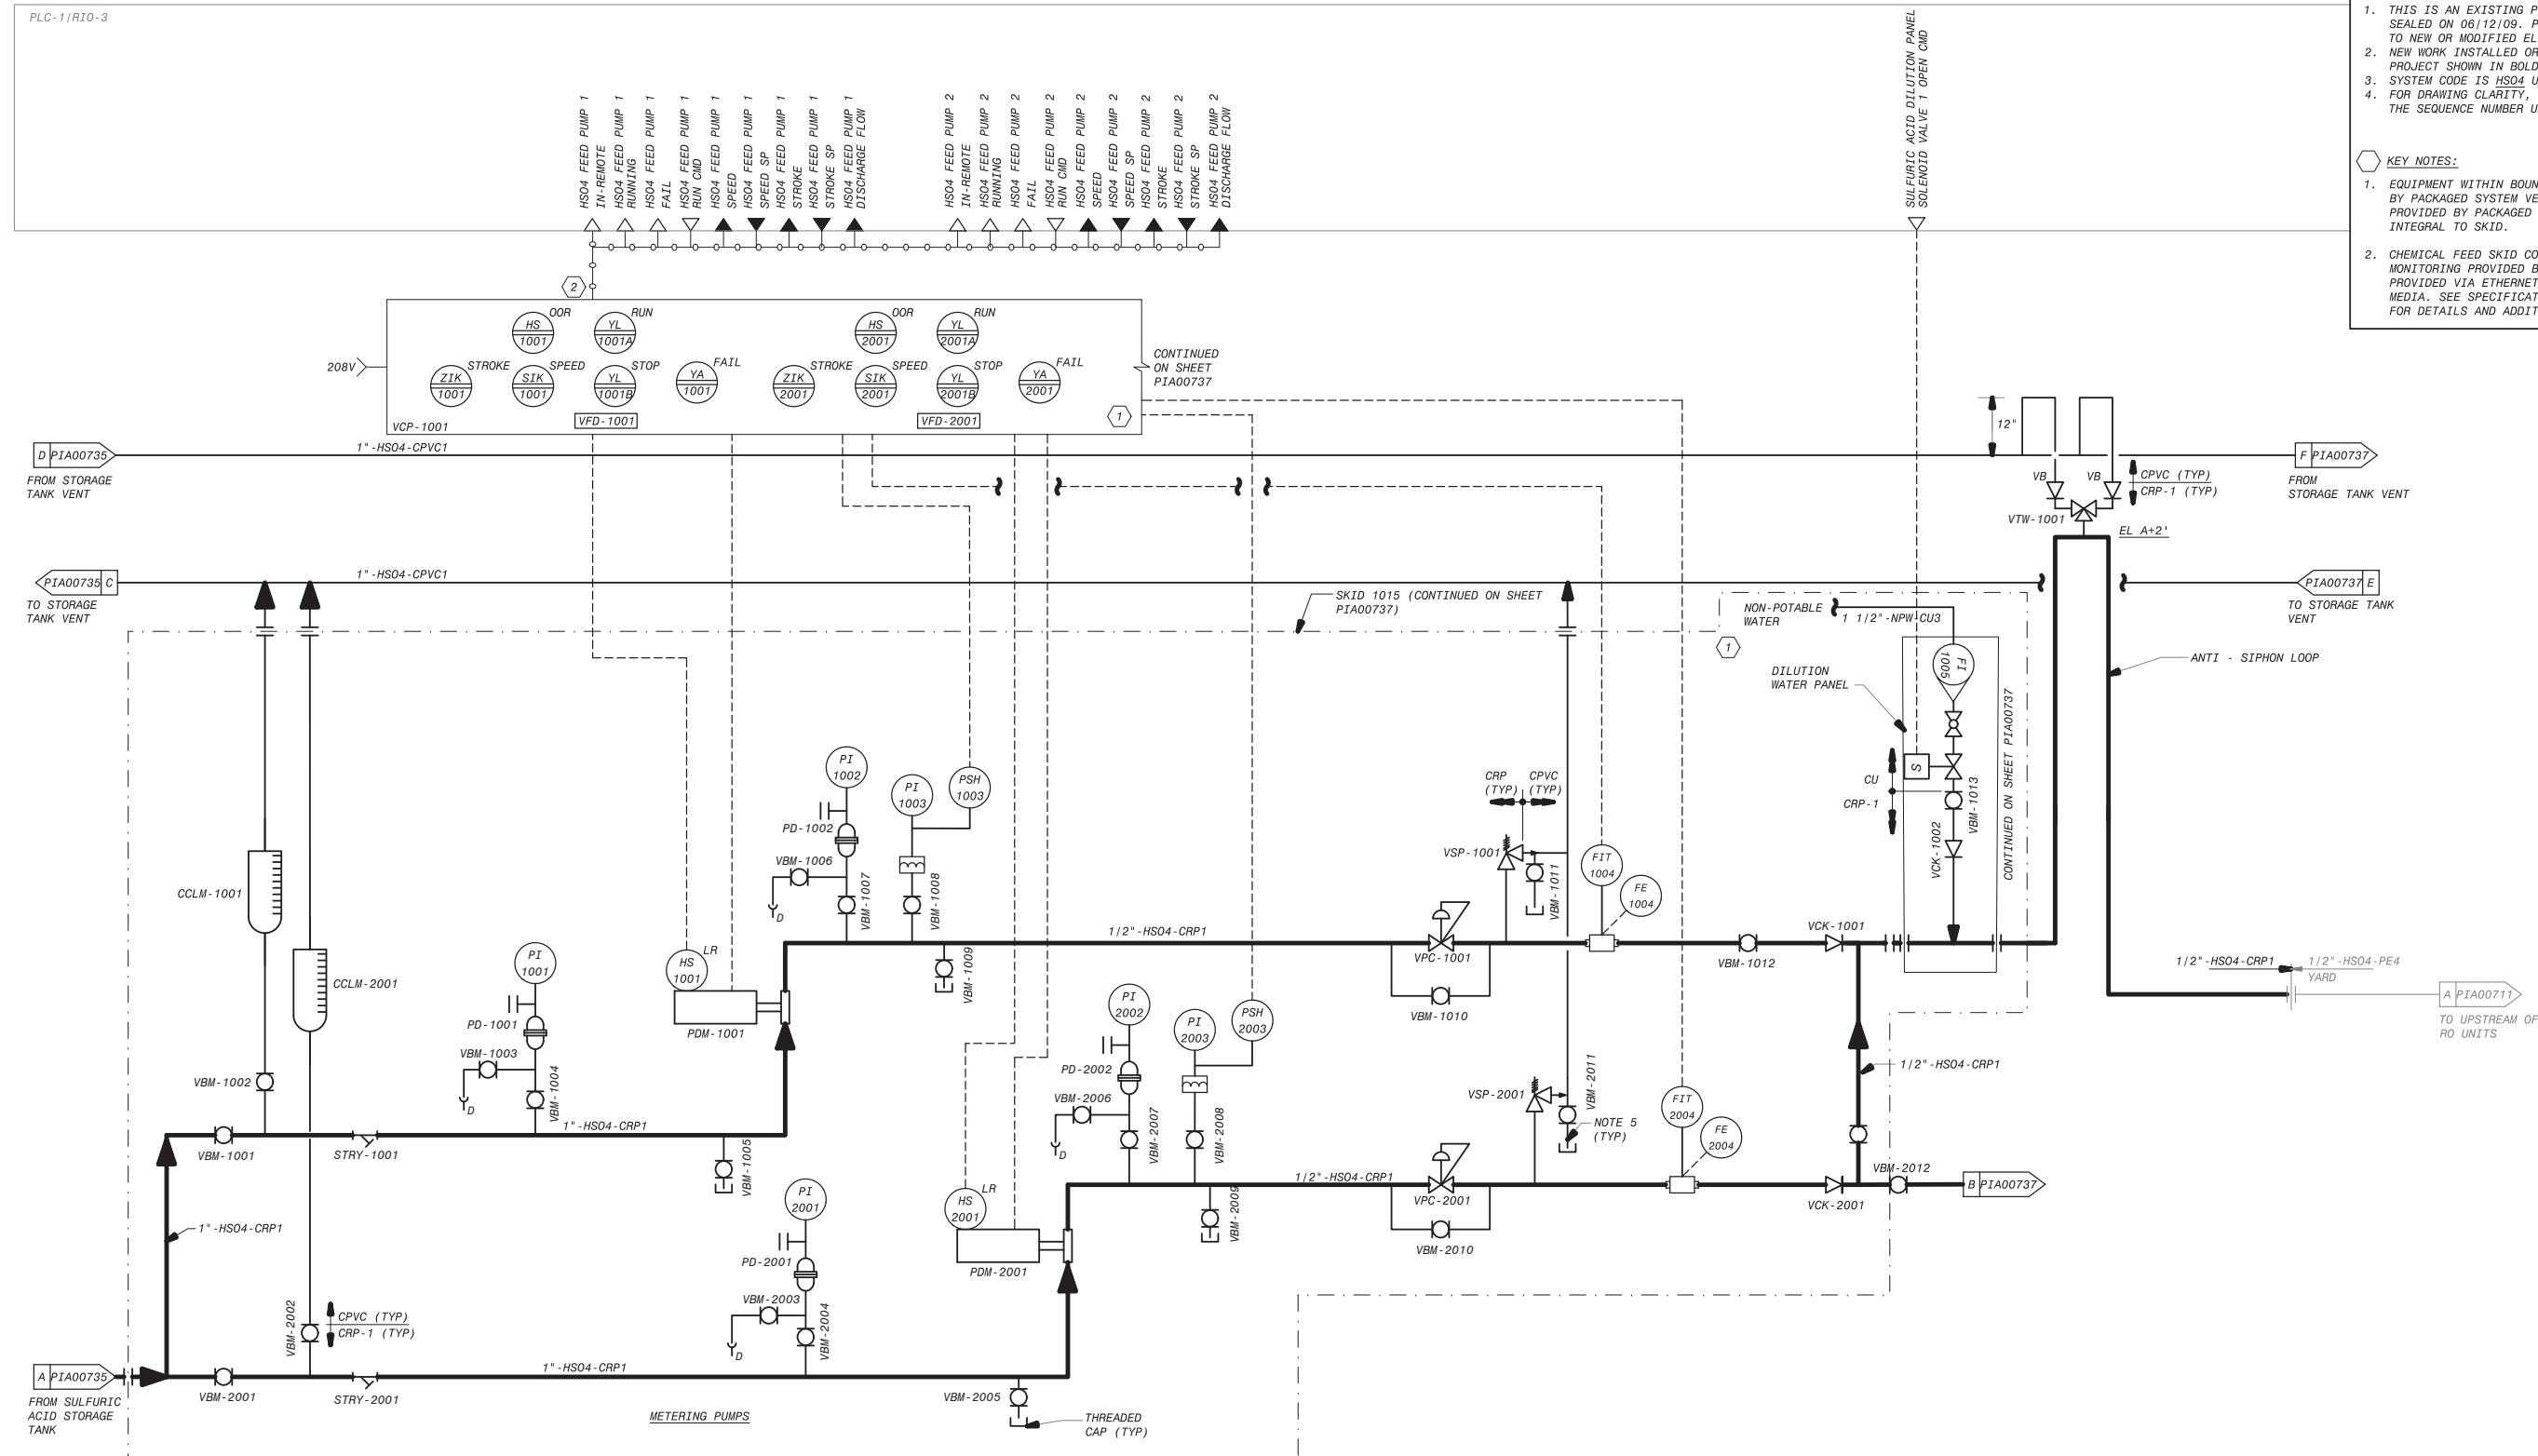 PLC-1/RIO-3
HSO4 FEED PUMP 1
IN-REMOTE
HSO4 FEED PUMP 1
RUNNING
HSO4 FEED PUMP 1
FAIL
HSO4 FEED PUMP 1
RUN CMD
HSO4 FEED PUMP 1
SPEED
HSO4 FEED PUMP 1
SPEED SP
HSO4 FEED PUMP 1
STROKE
HSO4 FEED PUMP 1
STROKE SP
HSO4 FEED PUMP 1
DISCHARGE FLOW
HSO4 FEED PUMP 2
IN-REMOTE
HSO4 FEED PUMP 2
RUNNING
HSO4 FEED PUMP 2
FAIL
HSO4 FEED PUMP 2
RUN CMD
HSO4 FEED PUMP 2
SPEED
HSO4 FEED PUMP 2
SPEED SP
HSO4 FEED PUMP 2
STROKE
HSO4 FEED PUMP 2
STROKE SP
HSO4 FEED PUMP 2
DISCHARGE FLOW
SULFURIC ACID DILUTION PANEL
SOLENOID VALVE 1 OPEN CMD
1. THIS IS AN EXISTING P
SEALED ON 06/12/09. P
TO NEW OR MODIFIED EL
2. NEW WORK INSTALLED OR
PROJECT SHOWN IN BOLD
3. SYSTEM CODE IS HSO4 U
4. FOR DRAWING CLARITY,
THE SEQUENCE NUMBER U
KEY NOTES:
1. EQUIPMENT WITHIN BOUN
BY PACKAGED SYSTEM VE
PROVIDED BY PACKAGED
INTEGRAL TO SKID.
2. CHEMICAL FEED SKID CO
MONITORING PROVIDED B
PROVIDED VIA ETHERNET
MEDIA. SEE SPECIFICAT
FOR DETAILS AND ADDIT
2
HS
1001
OOR
YL
1001A
RUN
HS
2001
OOR
YL
2001A
RUN
208V
ZIK
1001
STROKE
SIK
1001
SPEED
YL
1001B
STOP
YA
1001
FAIL
ZIK
2001
STROKE
SIK
2001
SPEED
YL
2001B
STOP
YA
2001
FAIL
CONTINUED
ON SHEET
PIA00737
VCP-1001
VFD-1001
VFD-2001
1
D PIA00735
FROM STORAGE
TANK VENT
1"-HSO4-CPVC1
12"
F PIA00737
FROM
STORAGE TANK VENT
VB
VB
CPVC (TYP)
CRP-1 (TYP)
VTW-1001
EL A+2'
PIA00735 C
TO STORAGE
TANK VENT
1"-HSO4-CPVC1
SKID 1015 (CONTINUED ON SHEET
PIA00737)
NON-POTABLE
WATER
1 1/2"-NPW-CU3
PIA00737 E
TO STORAGE TANK
VENT
1
FI
1005
DILUTION
WATER PANEL
ANTI - SIPHON LOOP
CONTINUED ON SHEET PIA00737
S
CU
CRP-1
VBM-1013
VCK-1002
PI
1002
PI
1003
PSH
1003
PD-1002
VBM-1006
D
VBM-1007
VBM-1008
CRP
(TYP)
CPVC
(TYP)
VSP-1001
VBM-1011
FIT
1004
FE
1004
CCLM-1001
CCLM-2001
PI
1001
HS
1001
LR
VBM-1009
1/2"-HSO4-CRP1
VPC-1001
VBM-1010
VBM-1012
VCK-1001
1/2"-HSO4-CRP1
1/2"-HSO4-PE4
YARD
A PIA00711
TO UPSTREAM OF
RO UNITS
PD-1001
PDM-1001
VBM-1003
VBM-1004
D
VBM-1002
PI
2002
PI
2003
PSH
2003
PD-2002
VBM-2006
D
VBM-2007
VBM-2008
VSP-2001
VBM-2011
NOTE 5
(TYP)
FIT
2004
FE
2004
1/2"-HSO4-CRP1
VBM-1001
STRY-1001
1"-HSO4-CRP1
VBM-1005
PI
2001
HS
2001
LR
VBM-2009
1/2"-HSO4-CRP1
VPC-2001
VBM-2010
VBM-2012
VCK-2001
B PIA00737
1"-HSO4-CRP1
PD-2001
PDM-2001
VBM-2003
VBM-2004
D
VBM-2002
CPVC (TYP)
CRP-1 (TYP)
A PIA00735
FROM SULFURIC
ACID STORAGE
TANK
VBM-2001
STRY-2001
1"-HSO4-CRP1
VBM-2005
METERING PUMPS
THREADED
CAP (TYP)